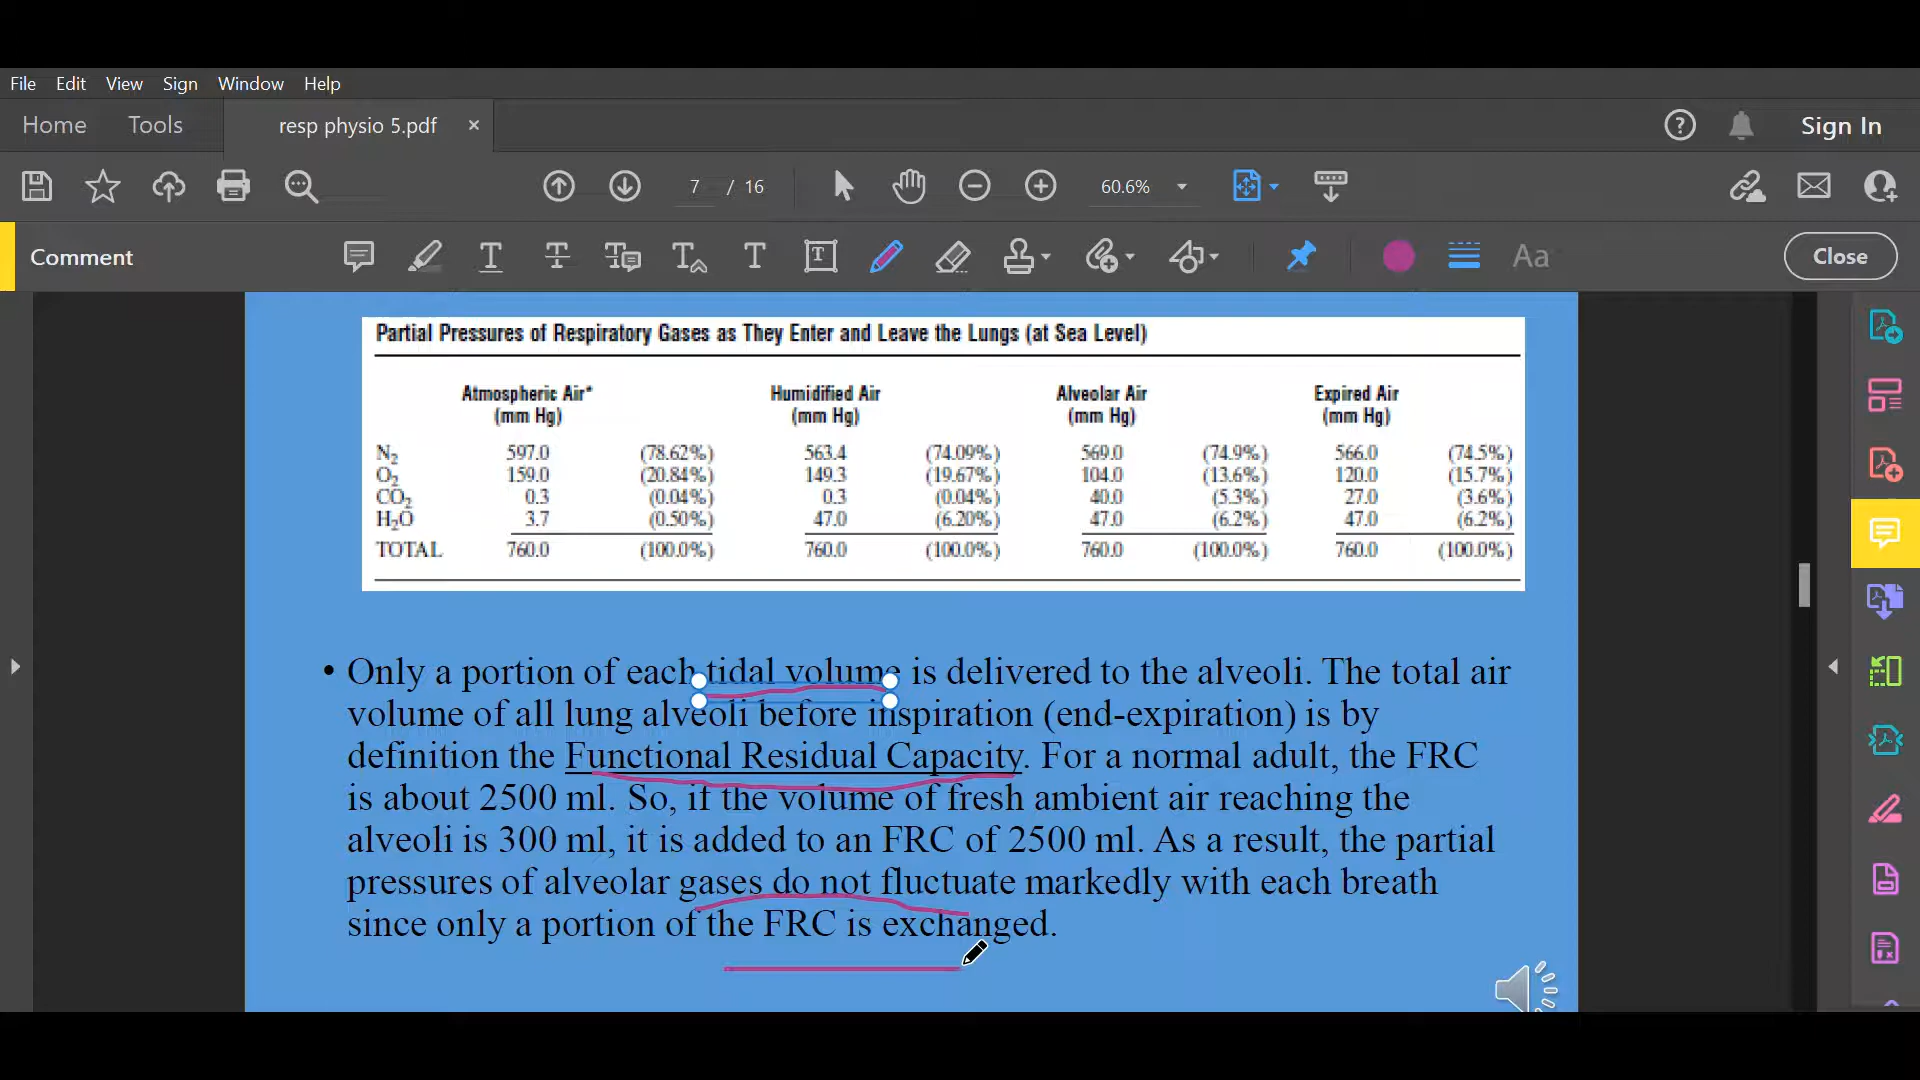 File Edit View Sign Window Help
Home Tools resp physio 5.pdf × ? Sign In
7 / 16 60.6%
Comment Aa Close
Partial Pressures of Respiratory Gases as They Enter and Leave the Lungs (at Sea Level)
Atmospheric Air* Humidified Air Alveolar Air Expired Air
(mm Hg) (mm Hg) (mm Hg) (mm Hg)
N2 597.0 (78.62%) 563.4 (74.09%) 569.0 (74.9%) 566.0 (74.5%)
O2 159.0 (20.84%) 149.3 (19.67%) 104.0 (13.6%) 120.0 (15.7%)
CO2 0.3 (0.04%) 0.3 (0.04%) 40.0 (5.3%) 27.0 (3.6%)
H2O 3.7 (0.50%) 47.0 (6.20%) 47.0 (6.2%) 47.0 (6.2%)
TOTAL 760.0 (100.0%) 760.0 (100.0%) 760.0 (100.0%) 760.0 (100.0%)
• Only a portion of each tidal volume is delivered to the alveoli. The total air
volume of all lung alveoli before inspiration (end-expiration) is by
definition the Functional Residual Capacity. For a normal adult, the FRC
is about 2500 ml. So, if the volume of fresh ambient air reaching the
alveoli is 300 ml, it is added to an FRC of 2500 ml. As a result, the partial
pressures of alveolar gases do not fluctuate markedly with each breath
since only a portion of the FRC is exchanged.